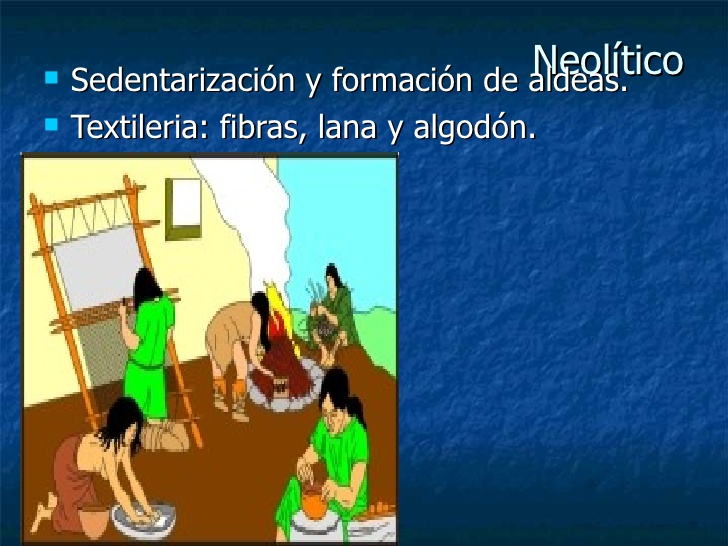 Neolítico
Sedentarización y formación de aldeas.
Textileria: fibras, lana y algodón.